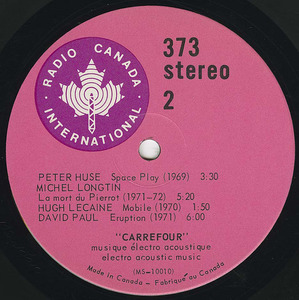 RADIO CANADA
INTERNATIONAL
373
stereo
2
PETER HUSE Space Play (1969) 3:30
MICHEL LONGTIN
La mort du Pierrot (1971-72) 5:20
HUGH LECAINE Mobile (1970) 1:50
DAVID PAUL Eruption (1971) 6:00
"CARREFOUR"
musique électro acoustique
electro acoustic music
(MS-10010)
Made in Canada - Fabrique au Canada